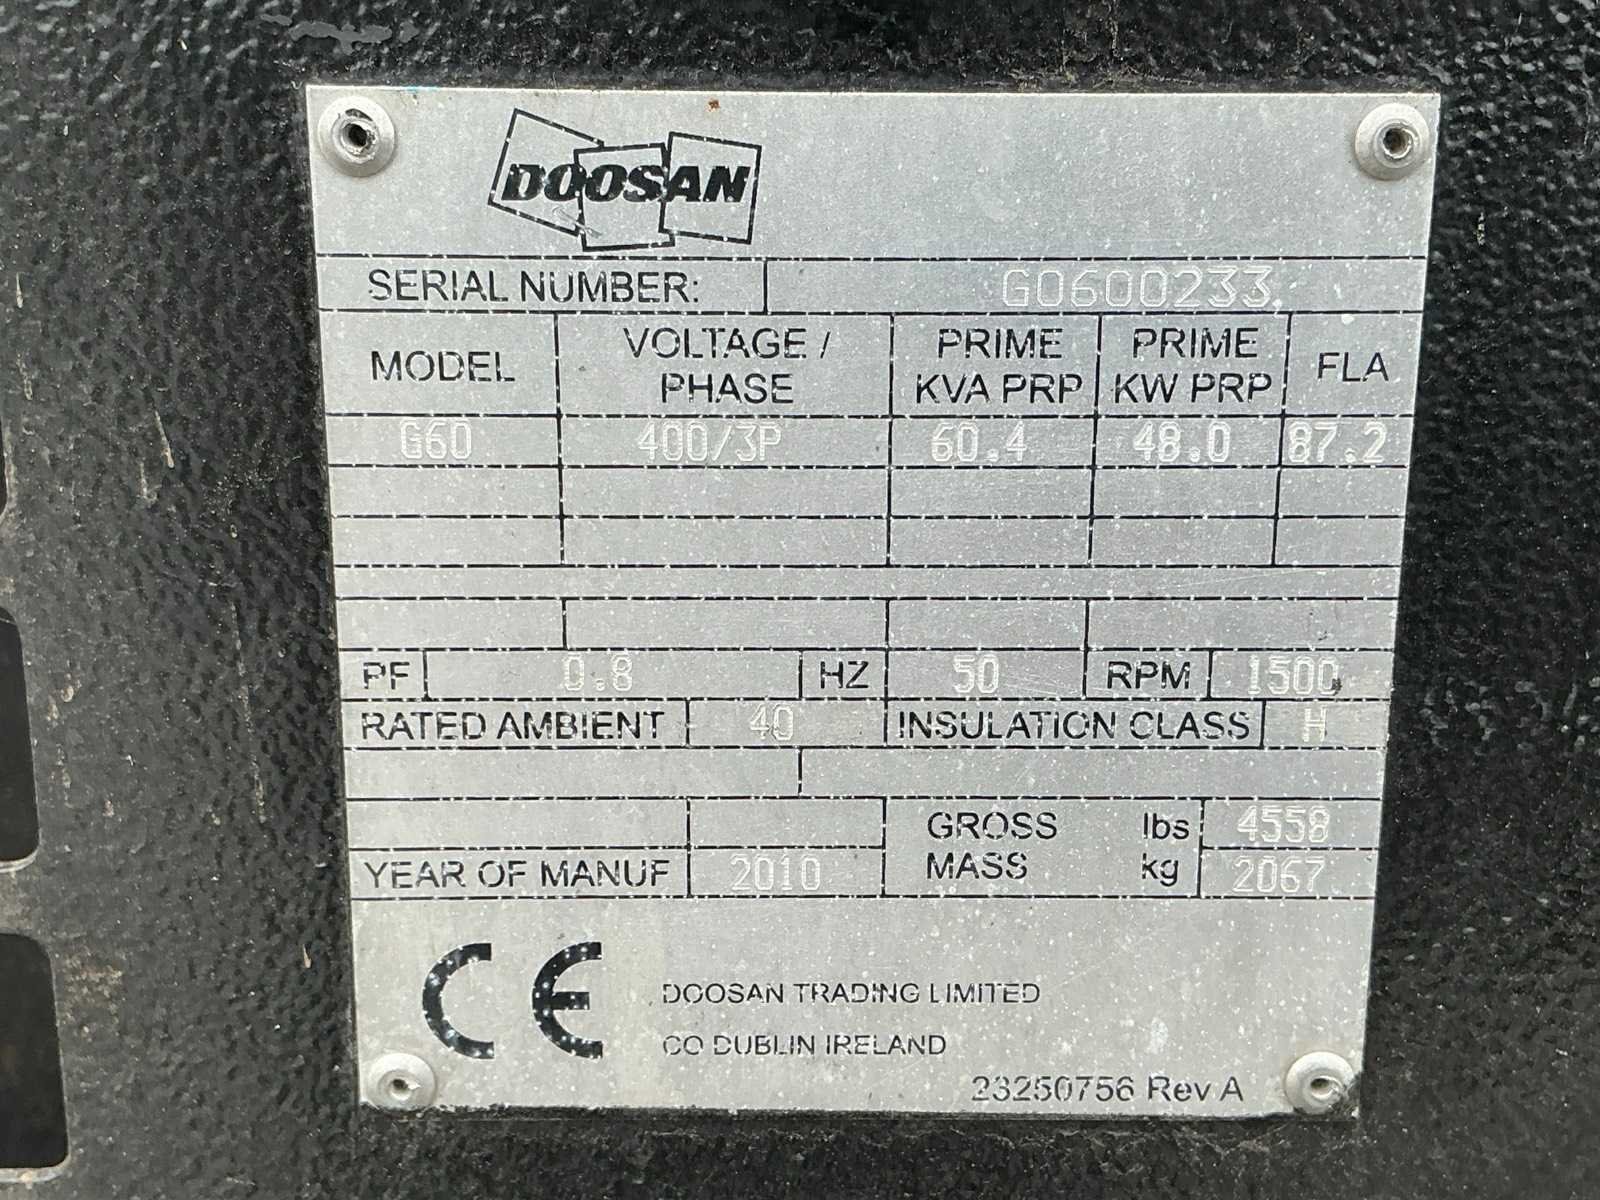 DOOSAN
SERIAL NUMBER: G0600233
MODEL VOLTAGE / PHASE PRIME KVA PRP PRIME KW PRP FLA
G60 400/3P 60.4 48.0 87.2
PF 0.8 HZ 50 RPM 1500
RATED AMBIENT 40 INSULATION CLASS H
GROSS MASS lbs 4558
YEAR OF MANUF 2010 kg 2067
CE
DOOSAN TRADING LIMITED
CO DUBLIN IRELAND
23250756 Rev A